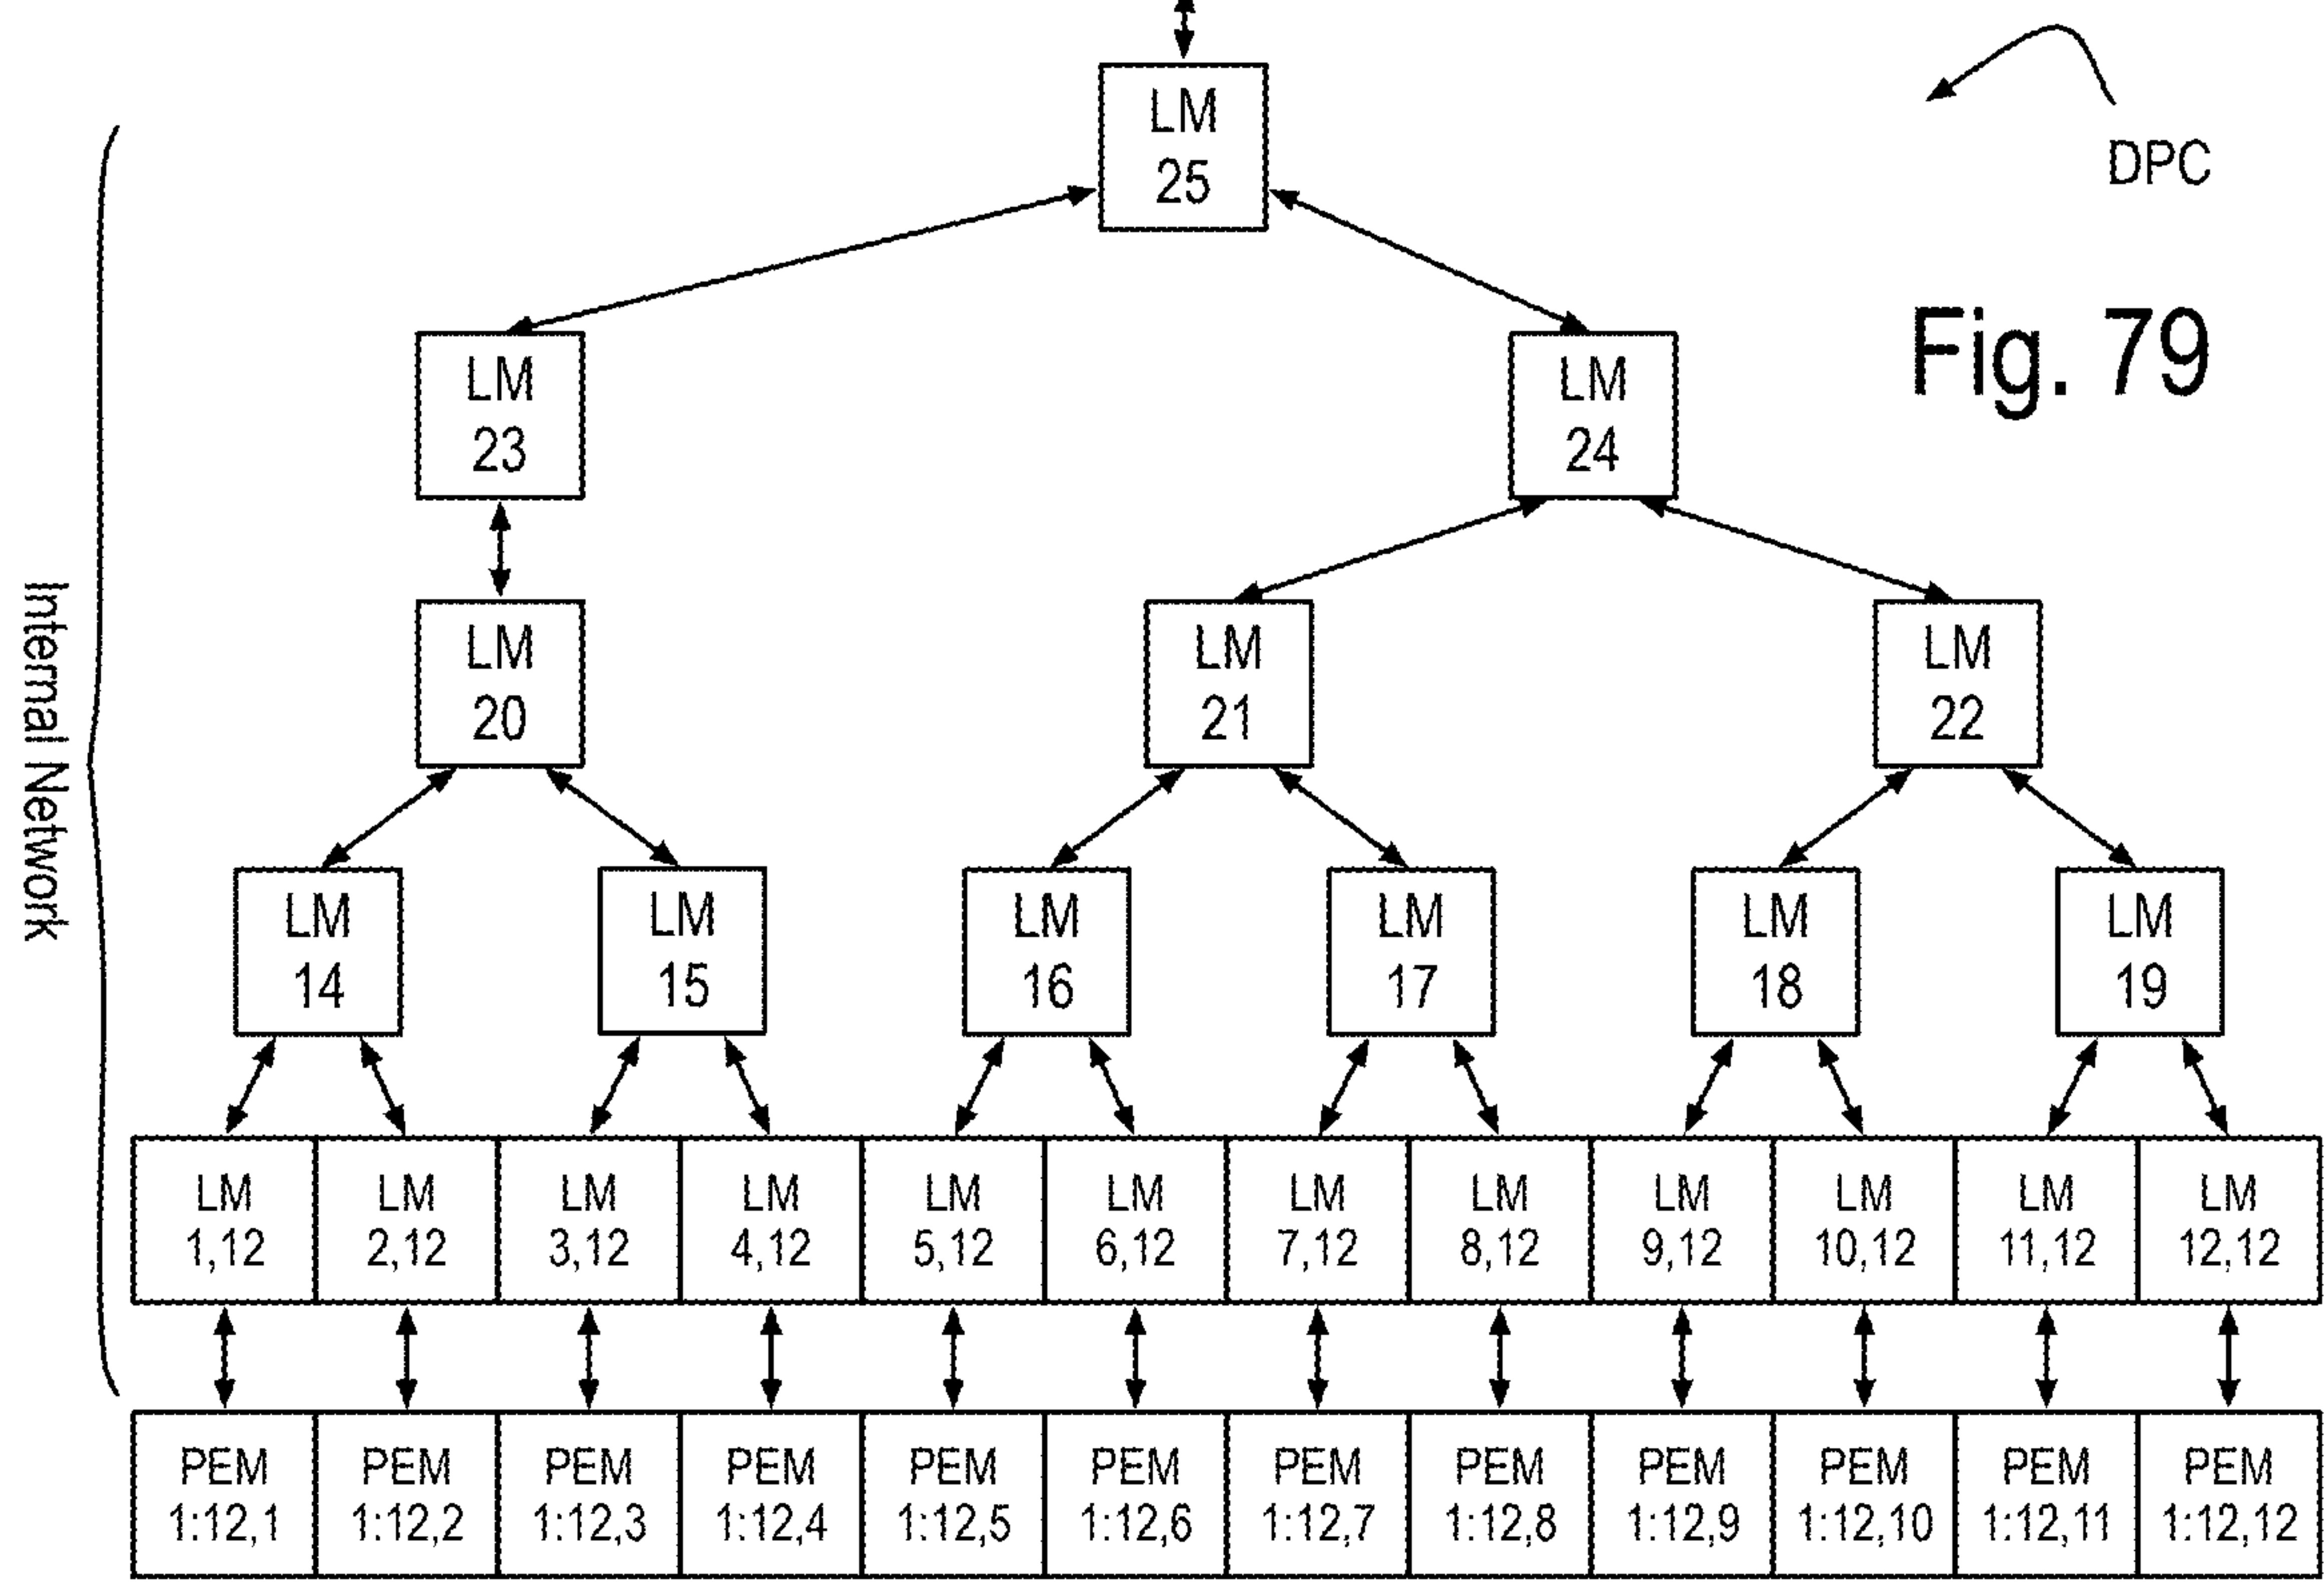 LM
25
DPC
Fig. 79
LM
23
LM
24
Internal Network
LM
20
LM
21
LM
22
LM
14
LM
15
LM
16
LM
17
LM
18
LM
19
LM
1,12
LM
2,12
LM
3,12
LM
4,12
LM
5,12
LM
6,12
LM
7,12
LM
8,12
LM
9,12
LM
10,12
LM
11,12
LM
12,12
PEM
1:12,1
PEM
1:12,2
PEM
1:12,3
PEM
1:12,4
PEM
1:12,5
PEM
1:12,6
PEM
1:12,7
PEM
1:12,8
PEM
1:12,9
PEM
1:12,10
PEM
1:12,11
PEM
1:12,12